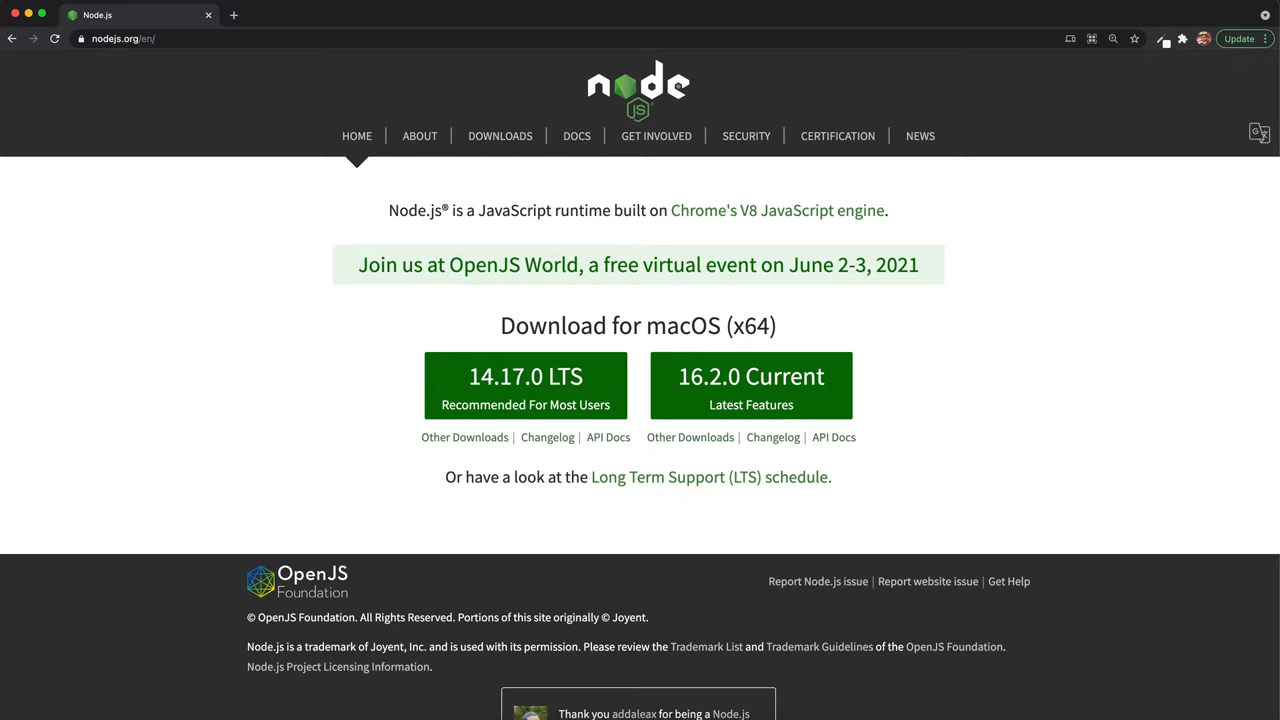 Node.js
nodejs.org/en/
Update
node
JS
HOME
ABOUT
DOWNLOADS
DOCS
GET INVOLVED
SECURITY
CERTIFICATION
NEWS
Node.js® is a JavaScript runtime built on Chrome's V8 JavaScript engine.
Join us at OpenJS World, a free virtual event on June 2-3, 2021
Download for macOS (x64)
14.17.0 LTS
Recommended For Most Users
16.2.0 Current
Latest Features
Other Downloads | Changelog | API Docs
Other Downloads | Changelog | API Docs
Or have a look at the Long Term Support (LTS) schedule.
OpenJS
Foundation
Report Node.js issue | Report website issue | Get Help
© OpenJS Foundation. All Rights Reserved. Portions of this site originally © Joyent.
Node.js is a trademark of Joyent, Inc. and is used with its permission. Please review the Trademark List and Trademark Guidelines of the OpenJS Foundation.
Node.js Project Licensing Information.
Thank you addaleax for being a Node.js